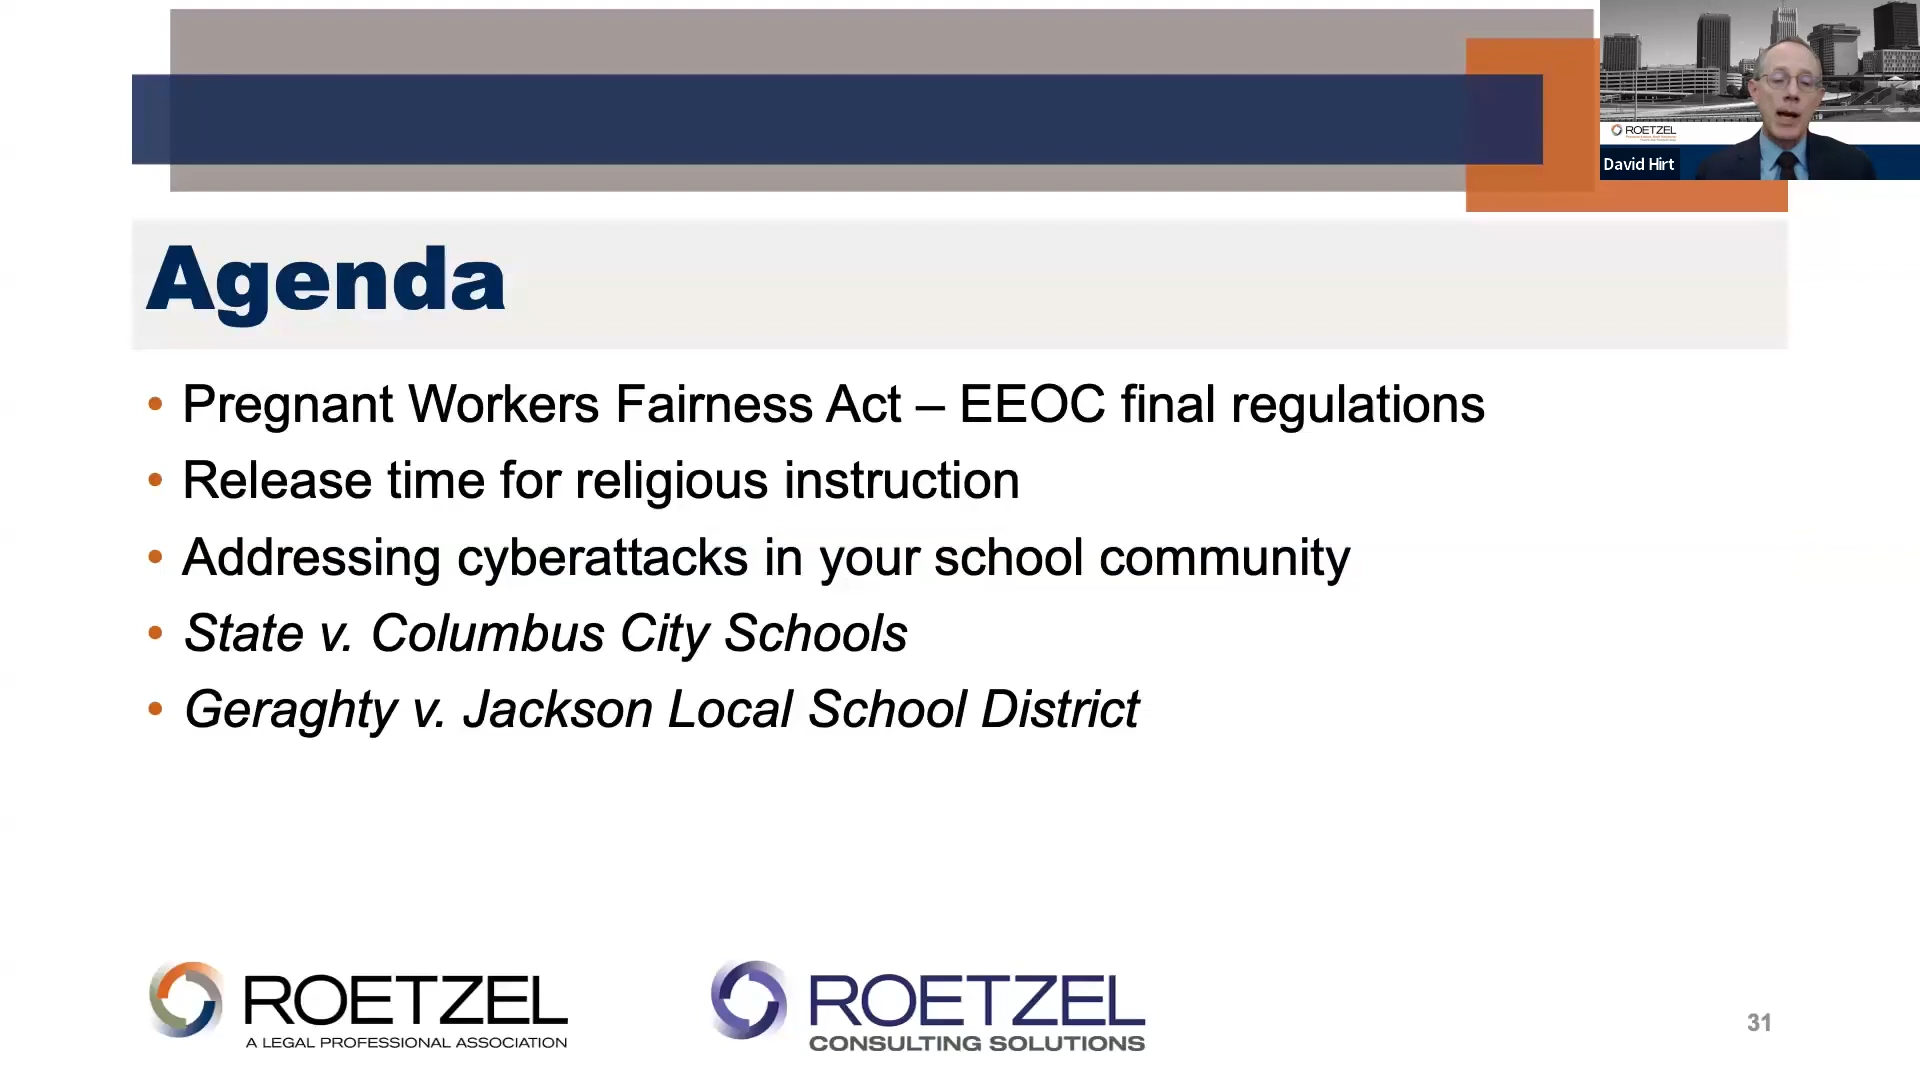 ROETZEL
David Hirt
Agenda
• Pregnant Workers Fairness Act – EEOC final regulations
• Release time for religious instruction
• Addressing cyberattacks in your school community
• State v. Columbus City Schools
• Geraghty v. Jackson Local School District
ROETZEL
A LEGAL PROFESSIONAL ASSOCIATION
ROETZEL
CONSULTING SOLUTIONS
31